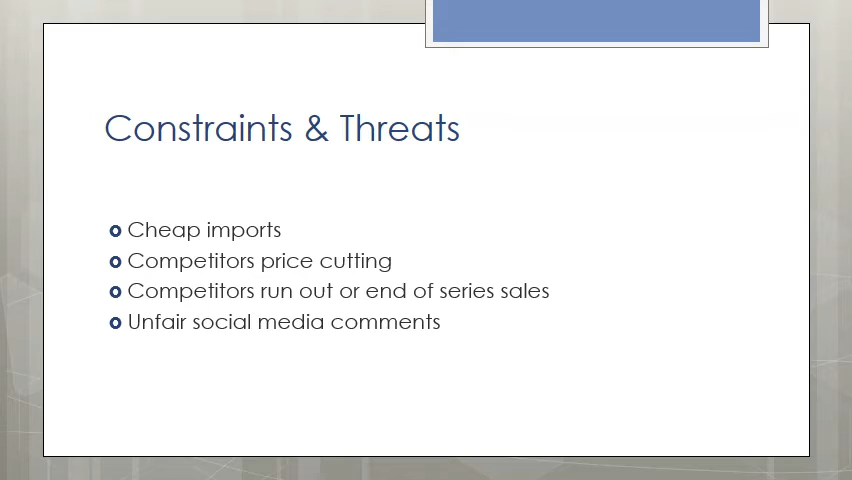 Constraints & Threats
Cheap imports
Competitors price cutting
Competitors run out or end of series sales
Unfair social media comments